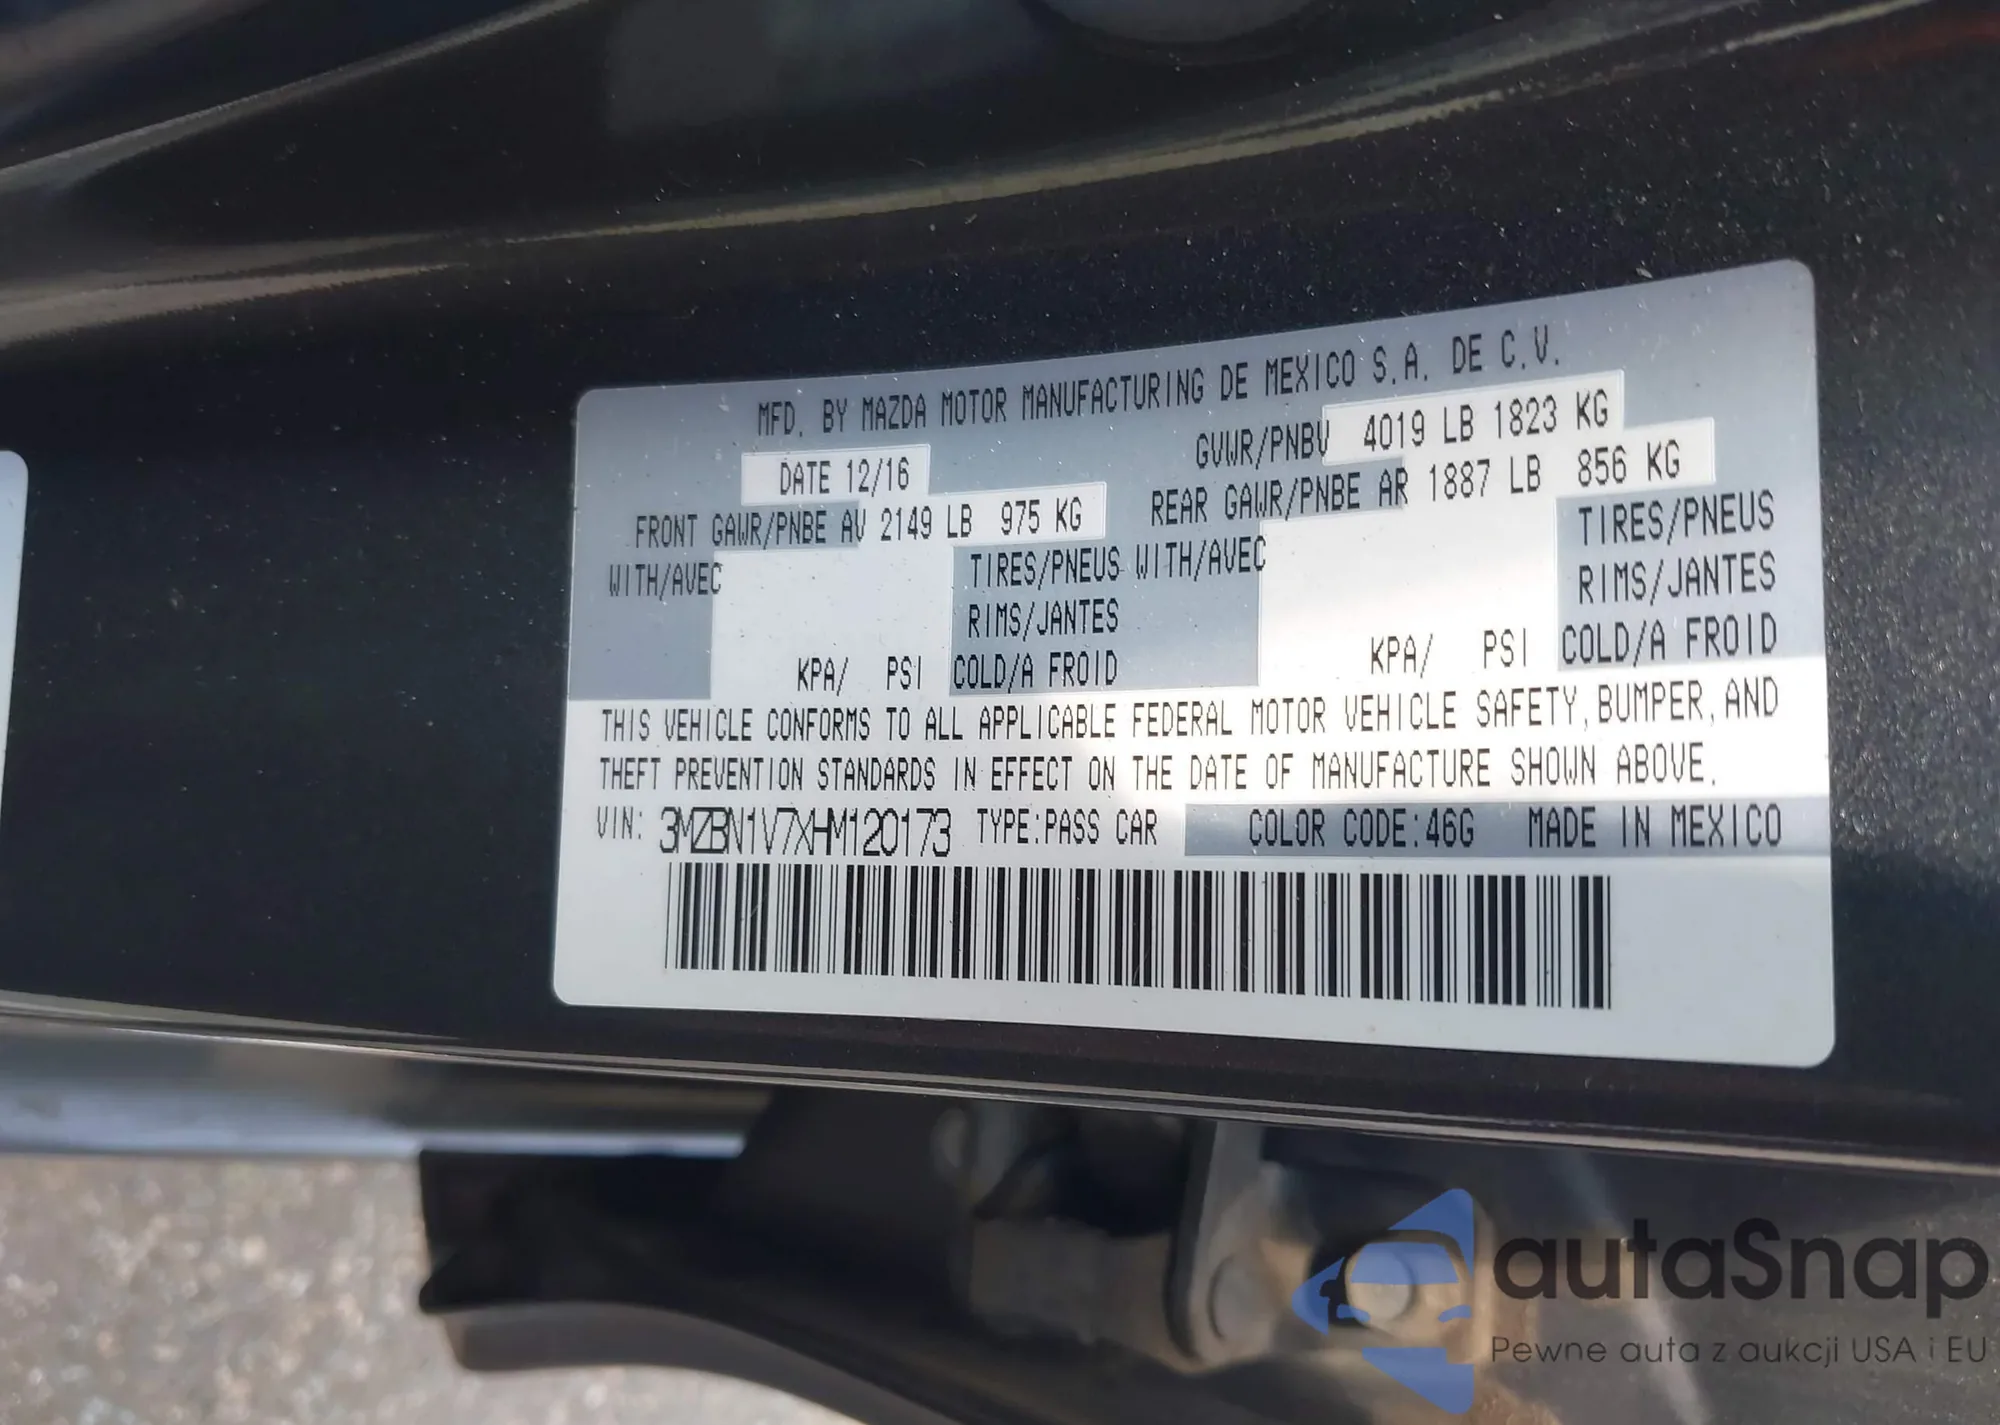 MFD. BY MAZDA MOTOR MANUFACTURING DE MEXICO S.A. DE C.V.
DATE 12/16 GVWR/PNBV 4019 LB 1823 KG
FRONT GAWR/PNBE AV 2149 LB 975 KG REAR GAWR/PNBE AR 1887 LB 856 KG
WITH/AVEC TIRES/PNEUS WITH/AVEC TIRES/PNEUS
RIMS/JANTES RIMS/JANTES
KPA/ PSI COLD/A FROID KPA/ PSI COLD/A FROID
THIS VEHICLE CONFORMS TO ALL APPLICABLE FEDERAL MOTOR VEHICLE SAFETY, BUMPER, AND
THEFT PREVENTION STANDARDS IN EFFECT ON THE DATE OF MANUFACTURE SHOWN ABOVE.
VIN: 3MZBN1V7XHM120173 TYPE:PASS CAR COLOR CODE:46G MADE IN MEXICO
autaSnap
Pewne auta z aukcji USA i EU